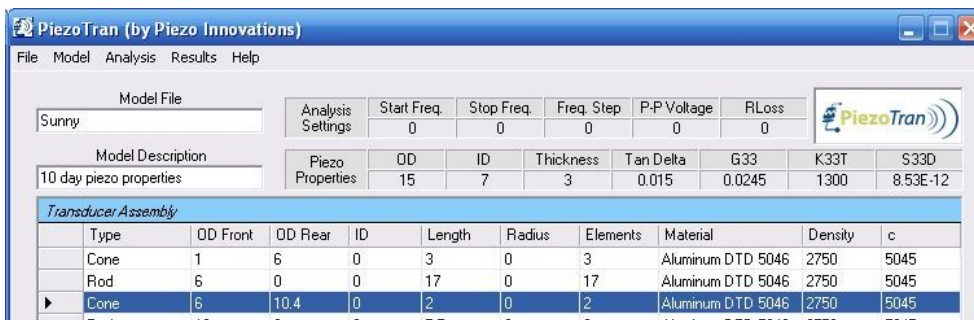 PiezoTran (by Piezo Innovations)
File Model Analysis Results Help
Model File
Sunny
Analysis Settings
Start Freq. Stop Freq. Freq. Step P-P Voltage RLoss
0 0 0 0 0
PiezoTran
Model Description
10 day piezo properties
Piezo Properties
OD ID Thickness Tan Delta G33 K33T S33D
15 7 3 0.015 0.0245 1300 8.53E-12
Transducer Assembly
Type OD Front OD Rear ID Length Radius Elements Material Density c
Cone 1 6 0 3 0 3 Aluminum DTD 5046 2750 5045
Rod 6 0 0 17 0 17 Aluminum DTD 5046 2750 5045
Cone 6 10.4 0 2 0 2 Aluminum DTD 5046 2750 5045